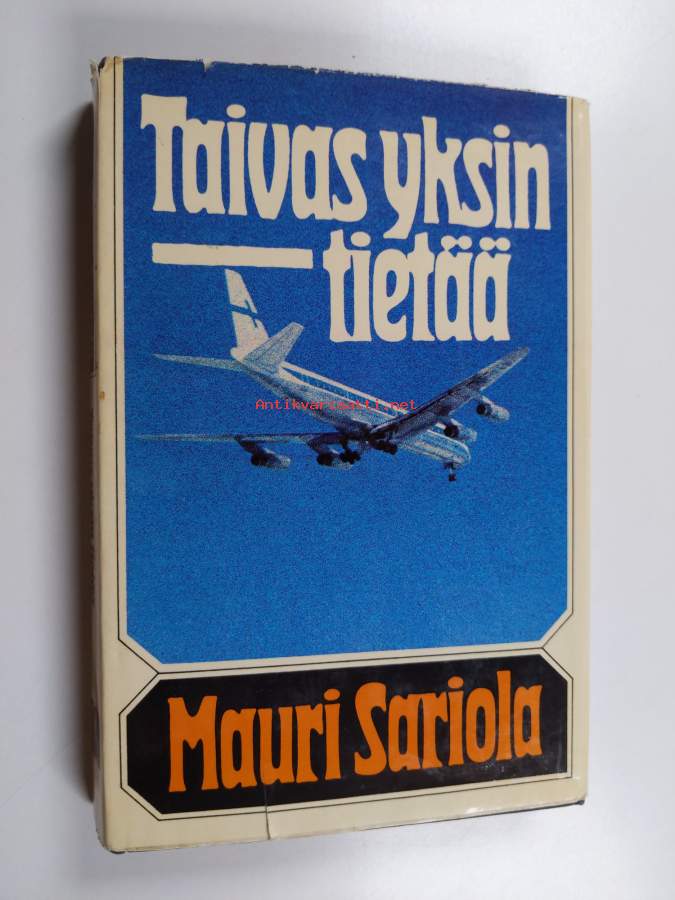 Taivas yksin
tietää
Antikvariaatti.net
Mauri Sariola